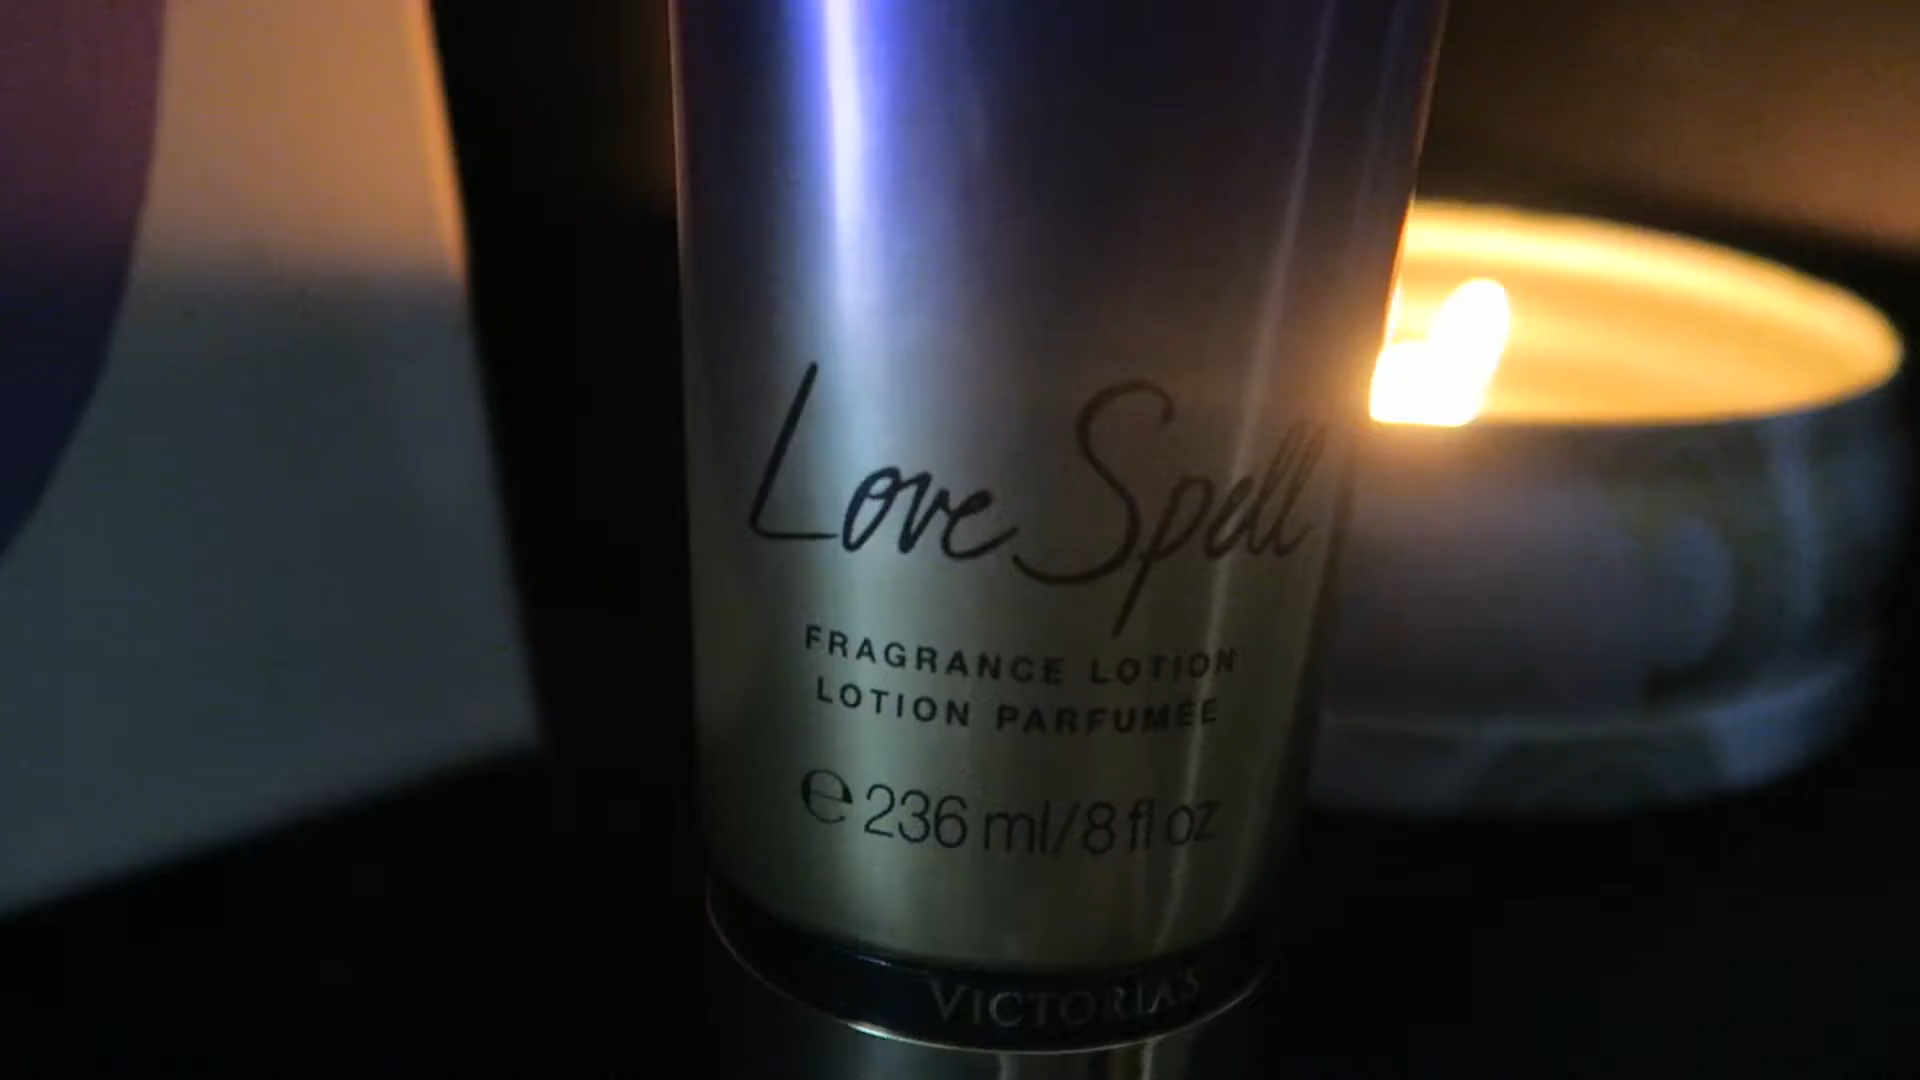 Love Spell
FRAGRANCE LOTION
LOTION PARFUMÉE
℮ 236 ml/8 fl oz
VICTORIA'S